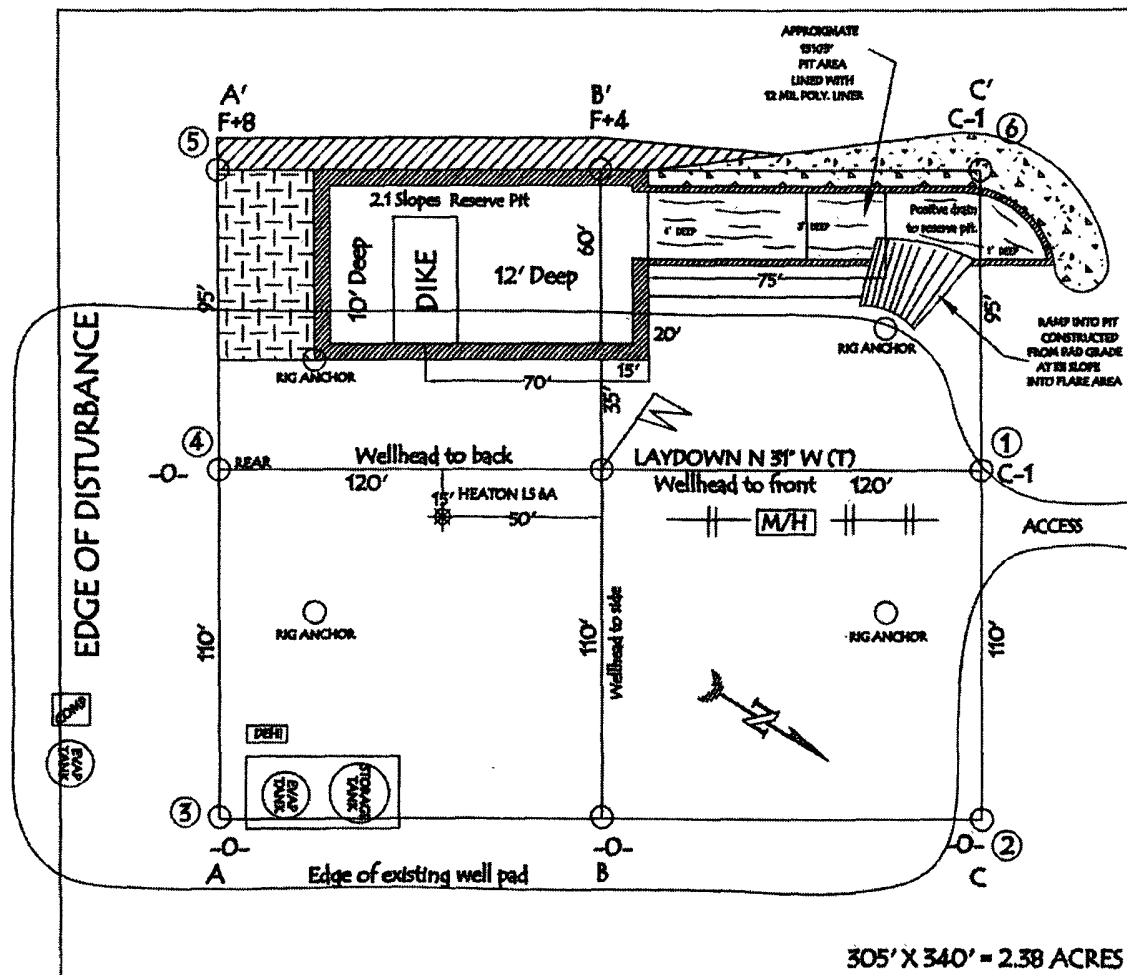 APPROXIMATE
PIT AREA
LINED WITH
12 MIL POLY. LINER
A'
F+8
B'
F+4
C'
C-1
⑤
⑥
2.1 Slopes Reserve Pit
60'
10' Deep
DIKE
12' Deep
Positive drain
to reserve pit.
75'
95'
95'
20'
15'
70'
35'
RIG ANCHOR
RIG ANCHOR
RAMP INTO PIT
CONSTRUCTED
FROM PAD GRADE
SLOPE
INTO FLARE AREA
EDGE OF DISTURBANCE
④
-0-
REAR
Wellhead to back
120'
LAYDOWN N 31° W (T)
Wellhead to front
120'
①
C-1
15'
HEATON LS 8A
50'
M/H
ACCESS
RIG ANCHOR
RIG ANCHOR
110'
110'
Wellhead to side
110'
N
COMP
EVAP
TANK
DEHI
EVAP
TANK
STORAGE
TANK
③
②
-0-
-0-
-0-
A
Edge of existing well pad
B
C
305' X 340' = 2.38 ACRES